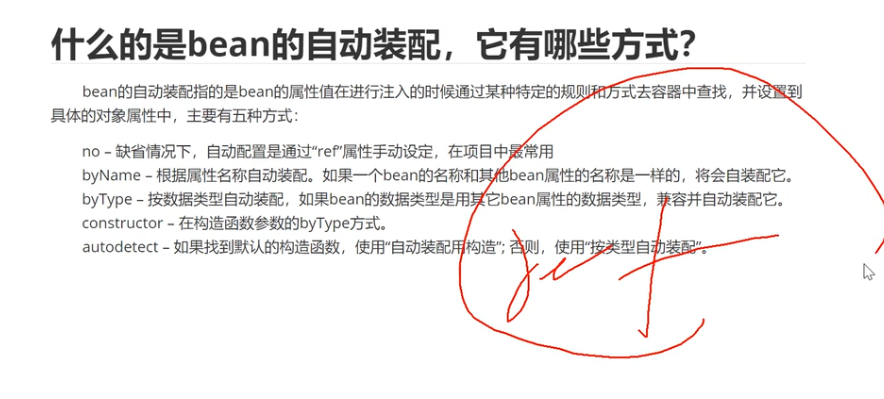 什么的是bean的自动装配，它有哪些方式？
bean的自动装配指的是bean的属性值在进行注入的时候通过某种特定的规则和方式去容器中查找，并设置到
具体的对象属性中，主要有五种方式：
no – 缺省情况下，自动配置是通过“ref”属性手动设定，在项目中最常用
byName – 根据属性名称自动装配。如果一个bean的名称和其他bean属性的名称是一样的，将会自装配它。
byType – 按数据类型自动装配，如果bean的数据类型是用其它bean属性的数据类型，兼容并自动装配它。
constructor – 在构造函数参数的byType方式。
autodetect – 如果找到默认的构造函数，使用“自动装配用构造”; 否则，使用“按类型自动装配”。